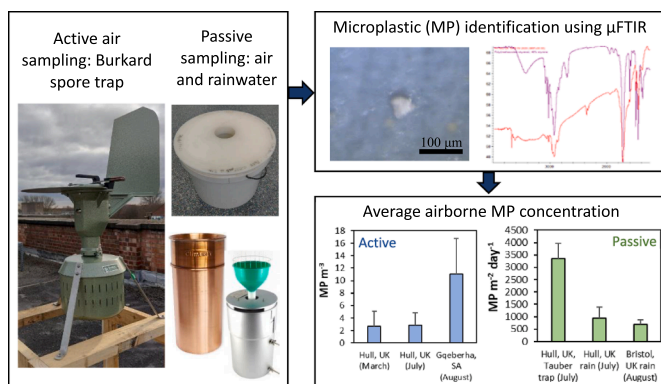 Active air
sampling: Burkard
spore trap
Passive
sampling: air
and rainwater
Microplastic (MP) identification using µFTIR
100 µm
Average airborne MP concentration
Active
MP m⁻³
18
16
14
12
10
8
6
4
2
0
Hull, UK
(March)
Hull, UK
(July)
Gqeberha,
SA
(August)
Passive
MP m⁻² day⁻¹
4500
4000
3500
3000
2500
2000
1500
1000
500
0
Hull, UK,
Tauber
trap (July)
Hull, UK
rain (July)
Bristol,
UK rain
(August)